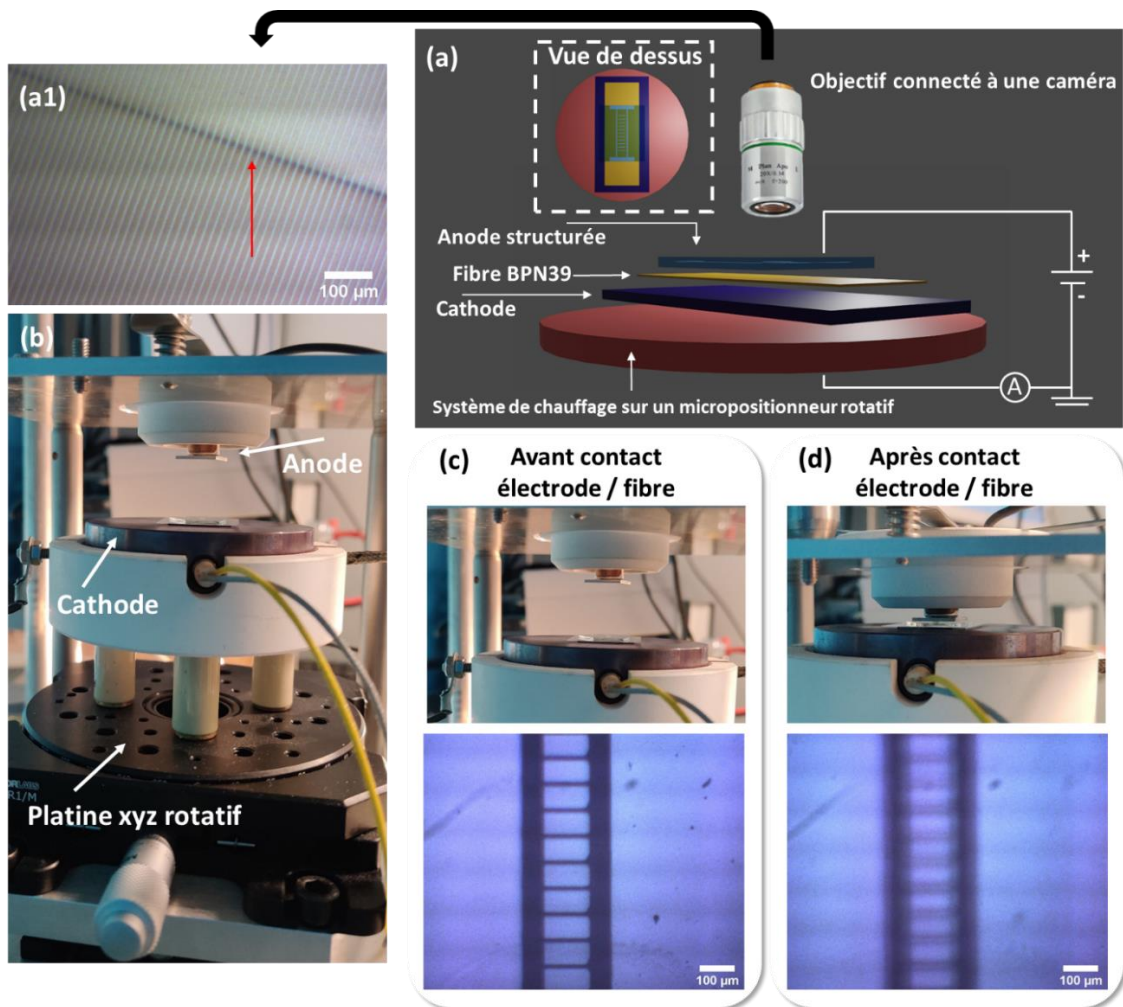 (a1)
100 µm
(a)
Vue de dessus
Objectif connecté à une caméra
Anode structurée
Fibre BPN39
Cathode
+
-
A
Système de chauffage sur un micropositionneur rotatif
(b)
Anode
Cathode
Platine xyz rotatif
R1/M
(c)
Avant contact
électrode / fibre
100 µm
(d)
Après contact
électrode / fibre
100 µm